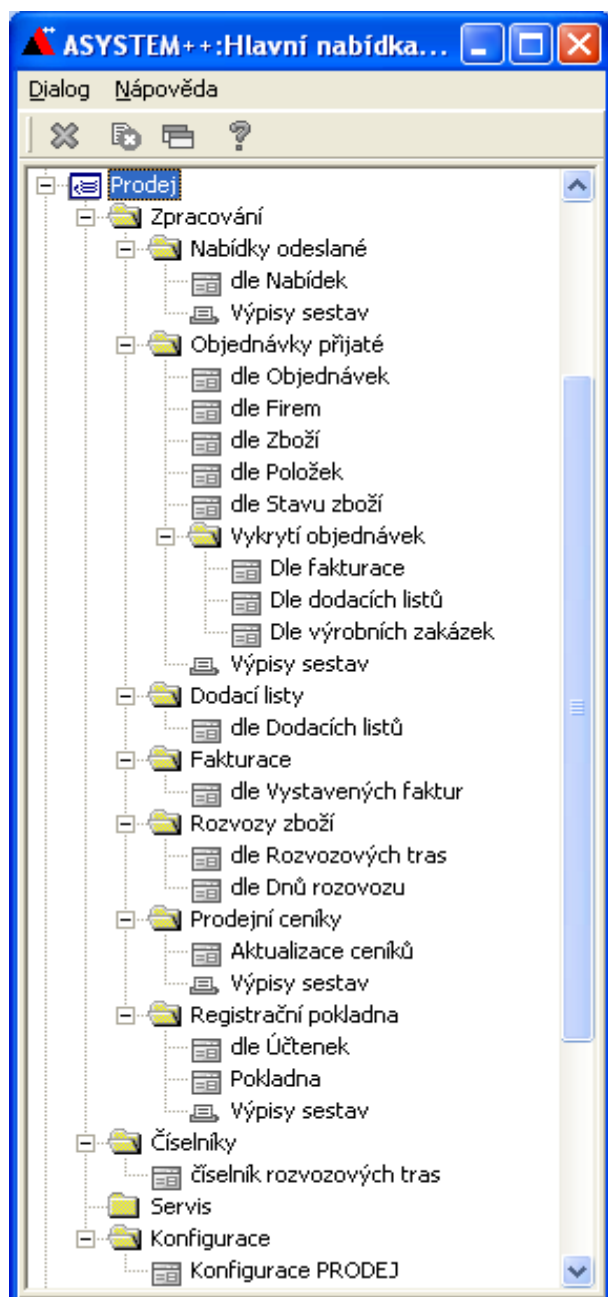 ASYSTEM++:Hlavní nabídka...
Dialog Nápověda
Prodej
Zpracování
Nabídky odeslané
dle Nabídek
Výpisy sestav
Objednávky přijaté
dle Objednávek
dle Firem
dle Zboží
dle Položek
dle Stavu zboží
Vykrytí objednávek
Dle fakturace
Dle dodacích listů
Dle výrobních zakázek
Výpisy sestav
Dodací listy
dle Dodacích listů
Fakturace
dle Vystavených faktur
Rozvozy zboží
dle Rozvozových tras
dle Dnů rozovozu
Prodejní ceníky
Aktualizace ceníků
Výpisy sestav
Registrační pokladna
dle Účtenek
Pokladna
Výpisy sestav
Číselníky
číselník rozvozových tras
Servis
Konfigurace
Konfigurace PRODEJ